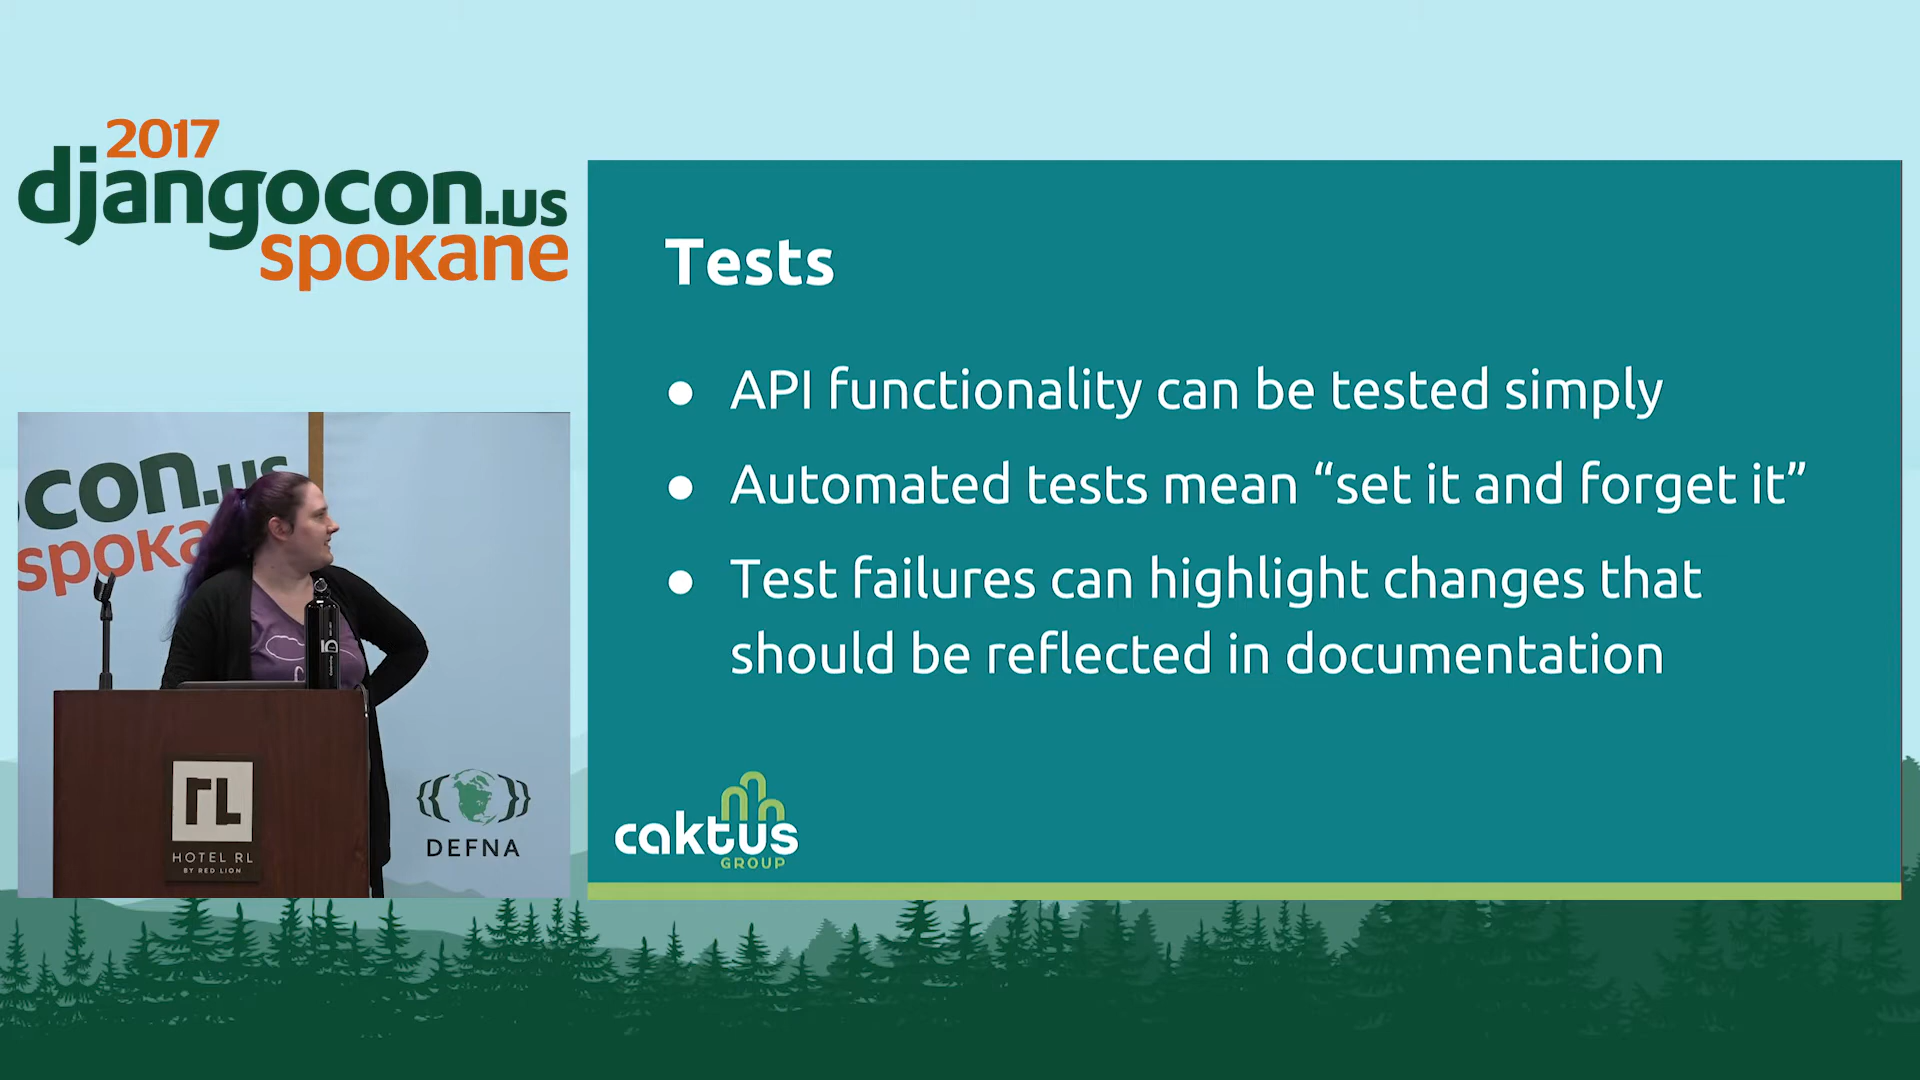 2017
djangocon.us
spokane
Tests
● API functionality can be tested simply
● Automated tests mean “set it and forget it”
● Test failures can highlight changes that
should be reflected in documentation
caktus
GROUP
con.us
spoka
RL
HOTEL RL
BY RED LION
DEFNA